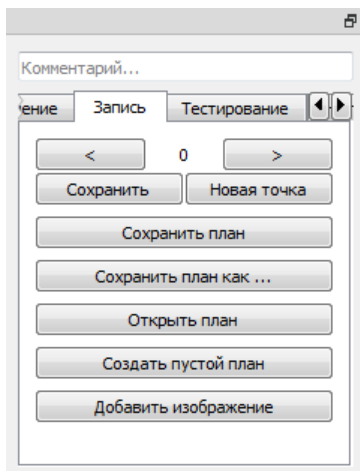 Комментарий...
ение Запись Тестирование
< 0 >
Сохранить Новая точка
Сохранить план
Сохранить план как ...
Открыть план
Создать пустой план
Добавить изображение